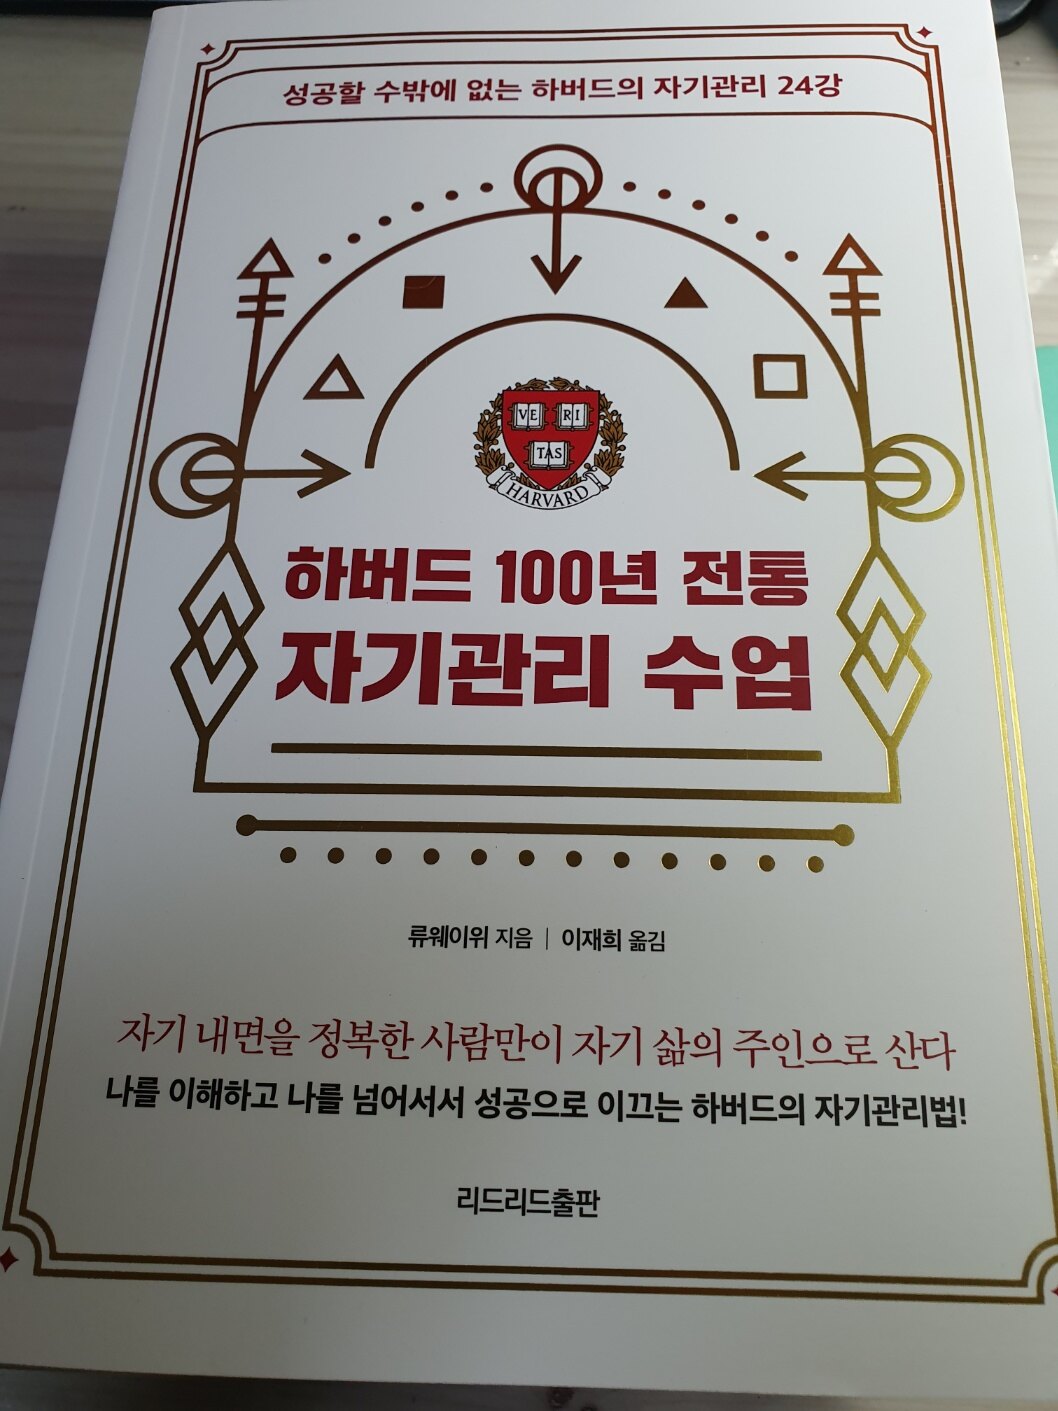 성공할 수밖에 없는 하버드의 자기관리 24강
VE RI
TAS
HARVARD
하버드 100년 전통
자기관리 수업
류웨이위 지음 | 이재희 옮김
자기 내면을 정복한 사람만이 자기 삶의 주인으로 산다
나를 이해하고 나를 넘어서서 성공으로 이끄는 하버드의 자기관리법!
리드리드출판